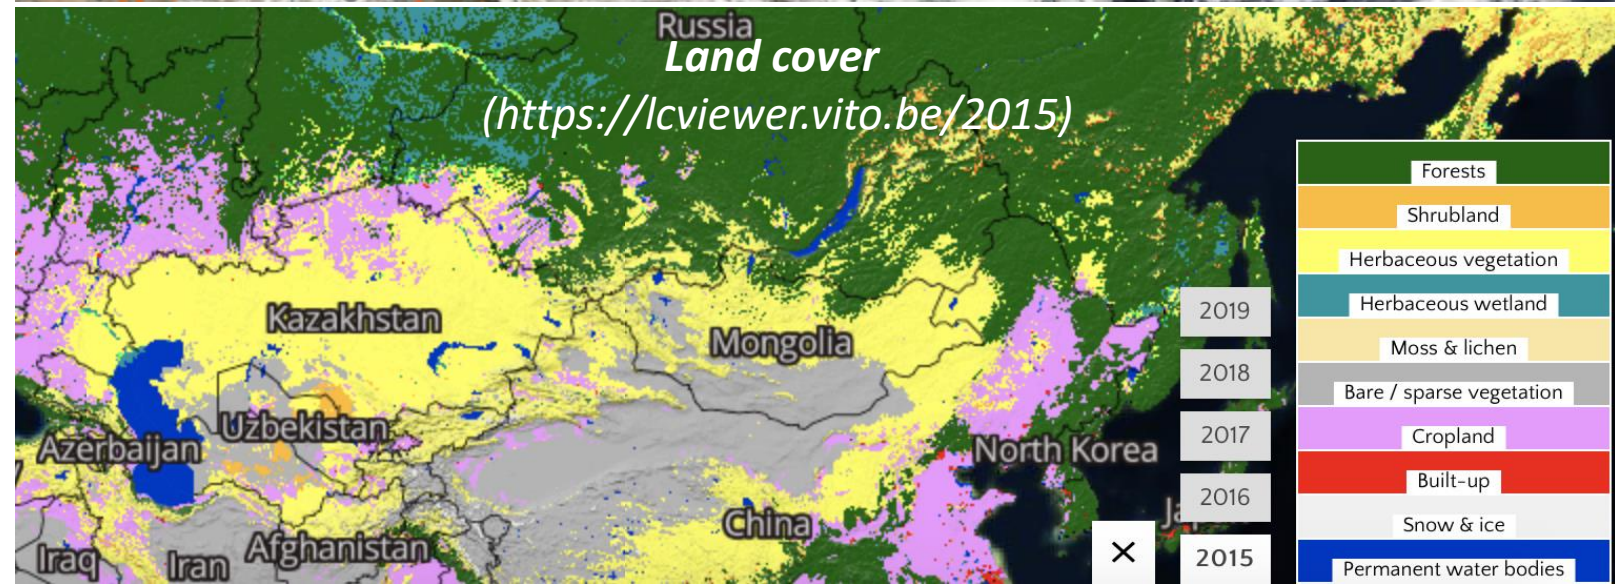 Russia
Land cover
(https://lcviewer.vito.be/2015)
Forests
Shrubland
Herbaceous vegetation
Herbaceous wetland
Moss & lichen
Bare / sparse vegetation
Cropland
Built-up
Snow & ice
Permanent water bodies
Kazakhstan
Mongolia
Uzbekistan
Azerbaijan
North Korea
China
Afghanistan
Iraq
Iran
2019
2018
2017
2016
2015